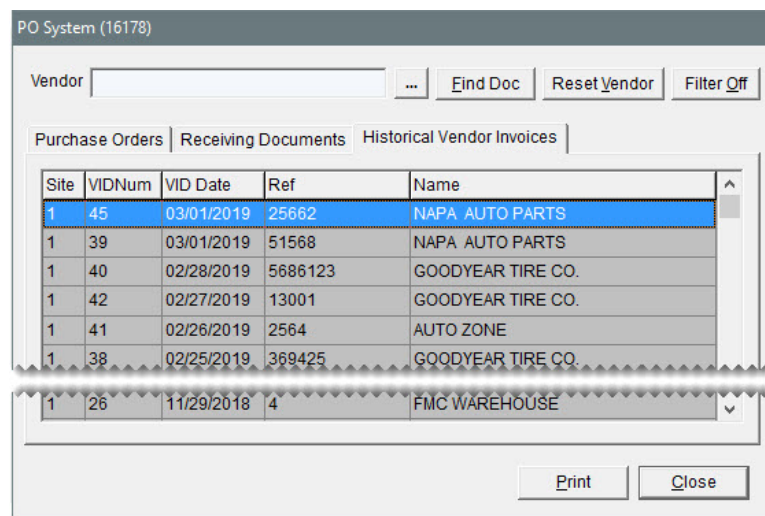 PO System (16178)
Vendor ... Find Doc Reset Vendor Filter Off
Purchase Orders Receiving Documents Historical Vendor Invoices
Site VIDNum VID Date Ref Name
1 45 03/01/2019 25662 NAPA AUTO PARTS
1 39 03/01/2019 51568 NAPA AUTO PARTS
1 40 02/28/2019 5686123 GOODYEAR TIRE CO.
1 42 02/27/2019 13001 GOODYEAR TIRE CO.
1 41 02/26/2019 2564 AUTO ZONE
1 38 02/25/2019 369425 GOODYEAR TIRE CO.
1 26 11/29/2018 4 FMC WAREHOUSE
Print Close